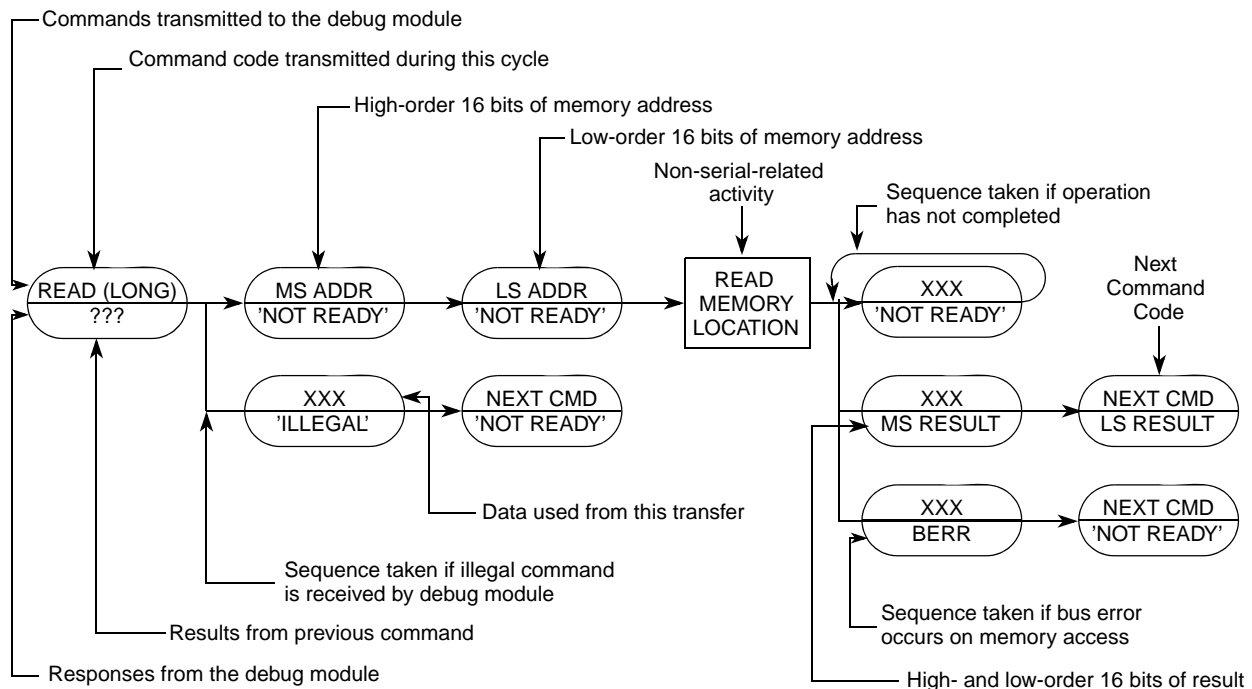 Commands transmitted to the debug module
Command code transmitted during this cycle
High-order 16 bits of memory address
Low-order 16 bits of memory address
Non-serial-related
activity
Sequence taken if operation
has not completed
Next
Command
Code
READ (LONG)
???
MS ADDR
'NOT READY'
LS ADDR
'NOT READY'
READ
MEMORY
LOCATION
XXX
'NOT READY'
XXX
'ILLEGAL'
NEXT CMD
'NOT READY'
XXX
MS RESULT
NEXT CMD
LS RESULT
XXX
BERR
NEXT CMD
'NOT READY'
Data used from this transfer
Sequence taken if illegal command
is received by debug module
Results from previous command
Responses from the debug module
Sequence taken if bus error
occurs on memory access
High- and low-order 16 bits of result